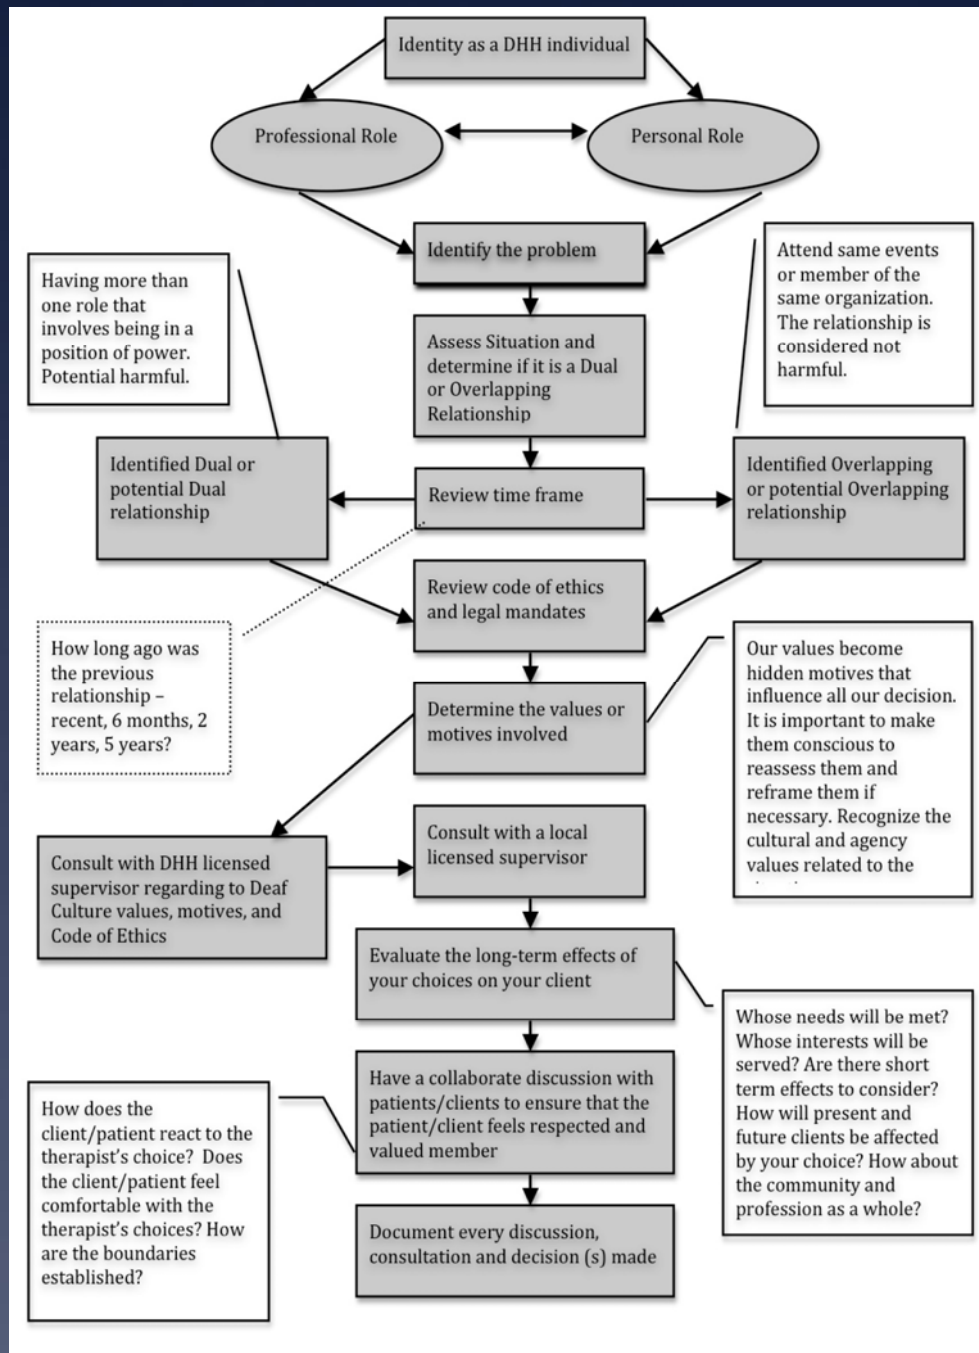 Identity as a DHH individual
Professional Role
Personal Role
Identify the problem
Having more than
one role that
involves being in a
position of power.
Potential harmful.
Attend same events
or member of the
same organization.
The relationship is
considered not
harmful.
Assess Situation and
determine if it is a Dual
or Overlapping
Relationship
Identified Dual or
potential Dual
relationship
Review time frame
Identified Overlapping
or potential Overlapping
relationship
Review code of ethics
and legal mandates
How long ago was
the previous
relationship –
recent, 6 months, 2
years, 5 years?
Determine the values or
motives involved
Our values become
hidden motives that
influence all our decision.
It is important to make
them conscious to
reassess them and
reframe them if
necessary. Recognize the
cultural and agency
values related to the
Consult with DHH licensed
supervisor regarding to Deaf
Culture values, motives, and
Code of Ethics
Consult with a local
licensed supervisor
Evaluate the long-term effects of
your choices on your client
Whose needs will be met?
Whose interests will be
served? Are there short
term effects to consider?
How will present and
future clients be affected
by your choice? How about
the community and
profession as a whole?
Have a collaborate discussion with
patients/clients to ensure that the
patient/client feels respected and
valued member
How does the
client/patient react to the
therapist's choice?  Does
the client/patient feel
comfortable with the
therapist's choices? How
are the boundaries
established?
Document every discussion,
consultation and decision (s) made